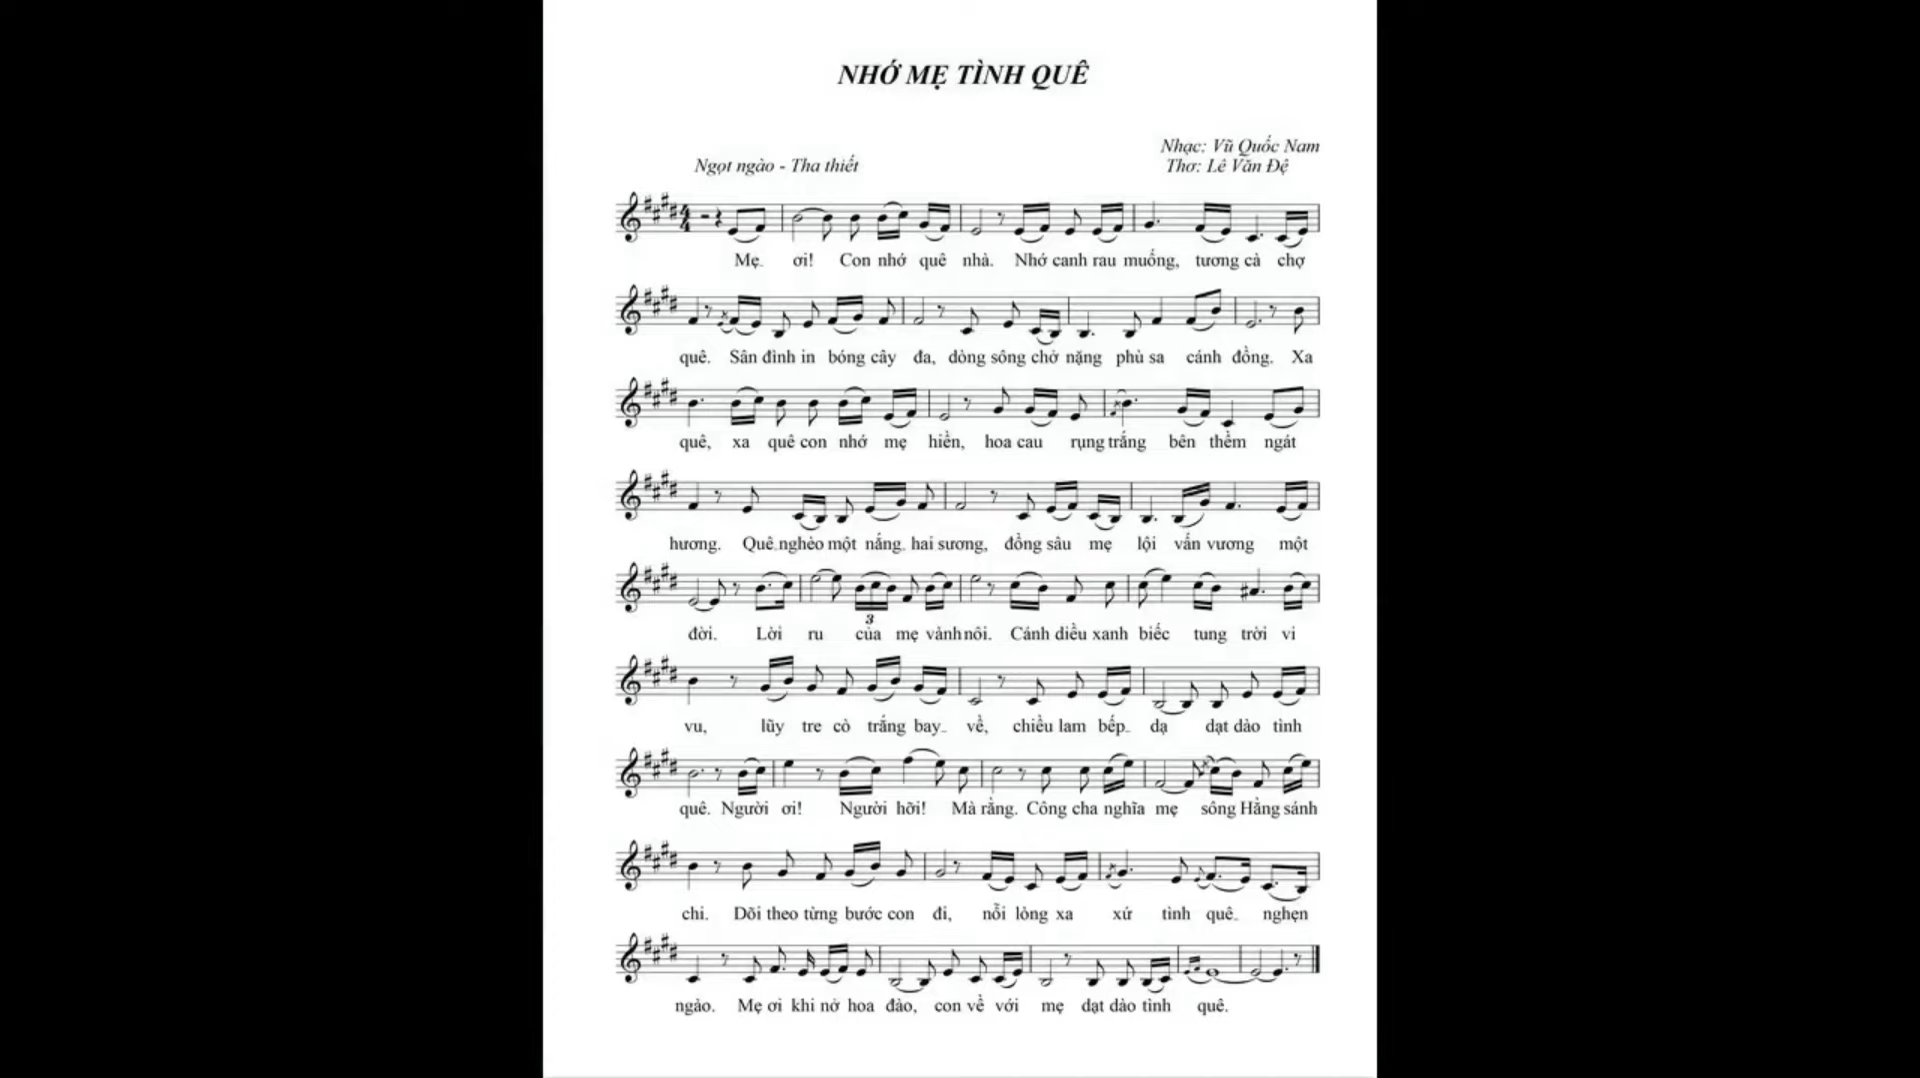 NHỚ MẸ TÌNH QUÊ
Nhạc: Vũ Quốc Nam
Ngọt ngào - Tha thiết
Thơ: Lê Văn Đệ
Mẹ ơi! Con nhớ quê nhà. Nhớ canh rau muống, tương cà chợ
quê. Sân đình in bóng cây đa, dòng sông chở nặng phù sa cánh đồng. Xa
quê, xa quê con nhớ mẹ hiền, hoa cau rụng trắng bên thềm ngát
hương. Quê nghèo một nắng hai sương, đồng sâu mẹ lội vấn vương một
3
đời. Lời ru của mẹ vành nôi. Cánh diều xanh biếc tung trời vi
vu, lũy tre cò trắng bay về, chiều lam bếp dạ dạt dào tình
quê. Người ơi! Người hỡi! Mà rằng. Công cha nghĩa mẹ sông Hằng sánh
chi. Dõi theo từng bước con đi, nỗi lòng xa xứ tình quê nghẹn
ngào. Mẹ ơi khi nở hoa đào, con về với mẹ dạt dào tình quê.